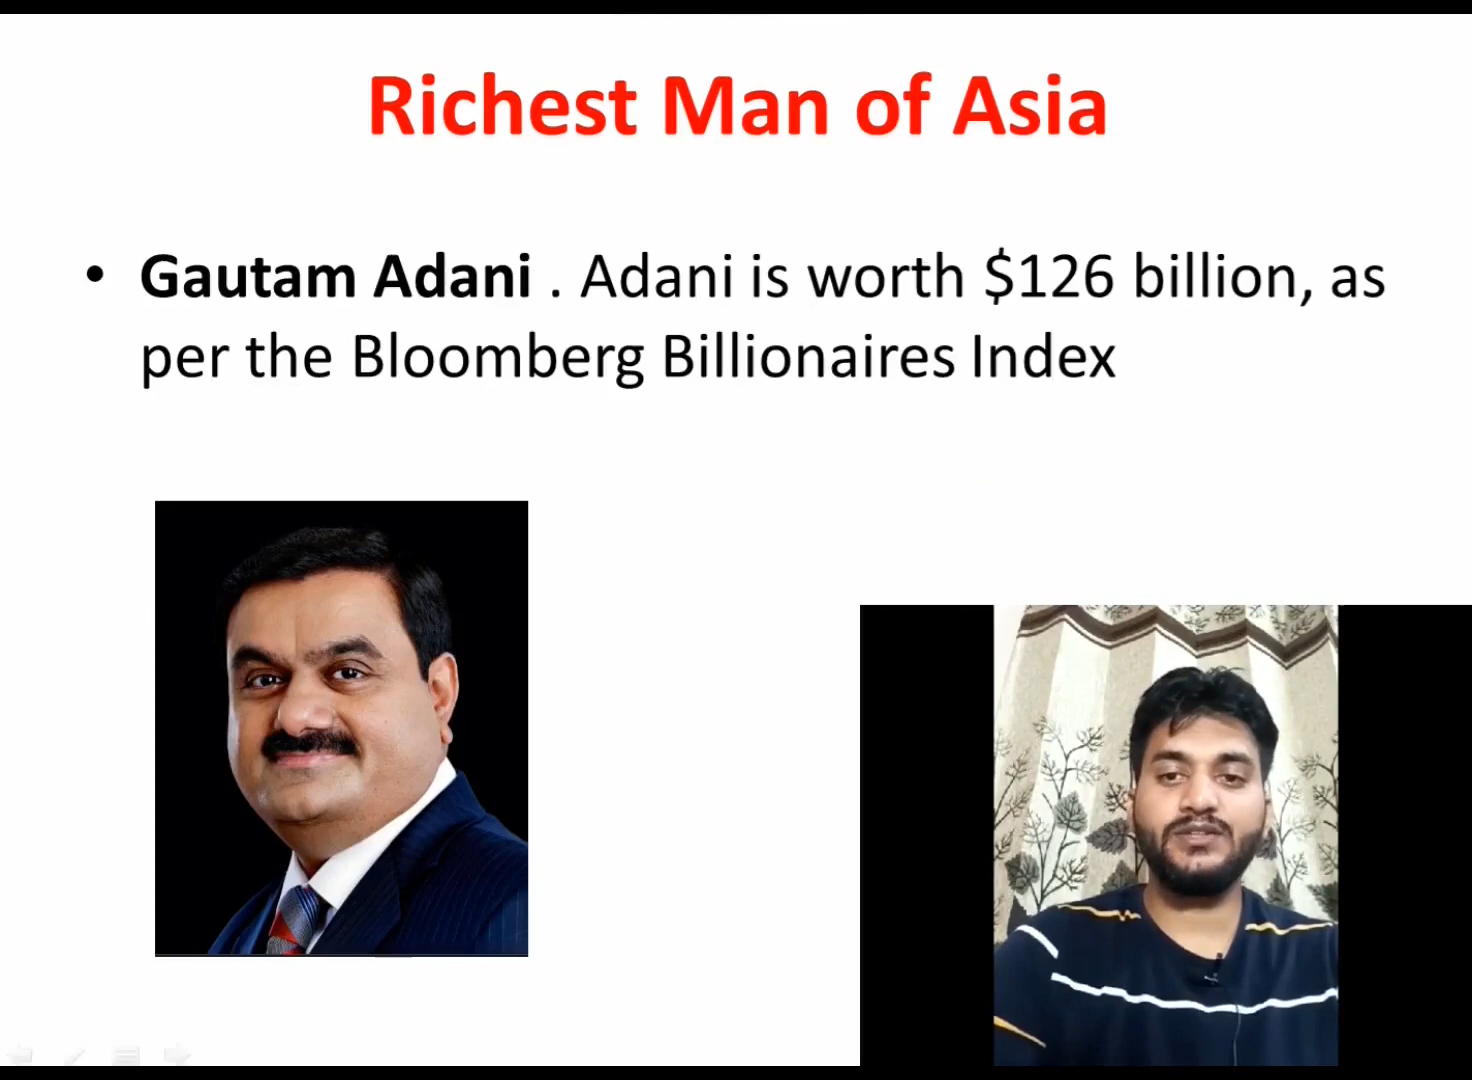 Richest Man of Asia
• Gautam Adani . Adani is worth $126 billion, as
per the Bloomberg Billionaires Index